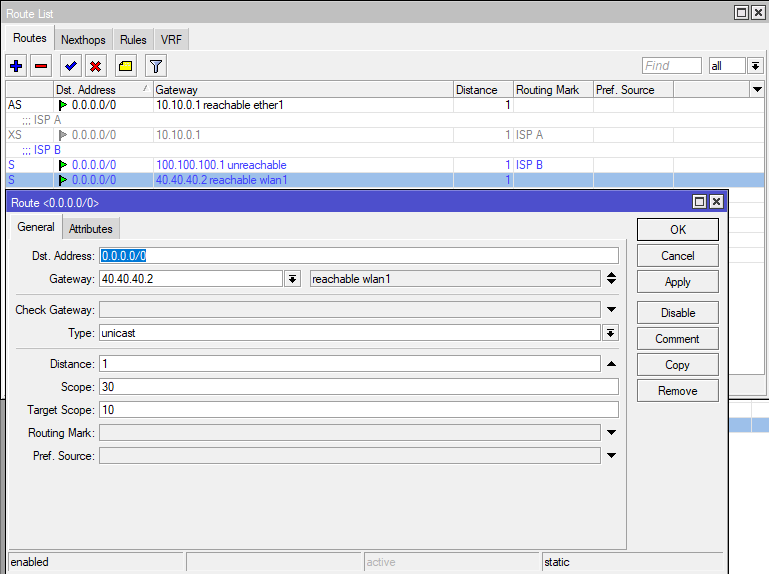 Route List
Routes Nexthops Rules VRF
Find all
Dst. Address Gateway Distance Routing Mark Pref. Source
AS 0.0.0.0/0 10.10.0.1 reachable ether1 1
;;; ISP A
XS 0.0.0.0/0 10.10.0.1 1 ISP A
;;; ISP B
S 0.0.0.0/0 100.100.100.1 unreachable 1 ISP B
S 0.0.0.0/0 40.40.40.2 reachable wlan1 1
Route <0.0.0.0/0>
General Attributes
OK
Dst. Address: 0.0.0.0/0
Cancel
Gateway: 40.40.40.2 reachable wlan1
Apply
Check Gateway:
Disable
Type: unicast
Comment
Distance: 1
Copy
Scope: 30
Remove
Target Scope: 10
Routing Mark:
Pref. Source:
enabled active static